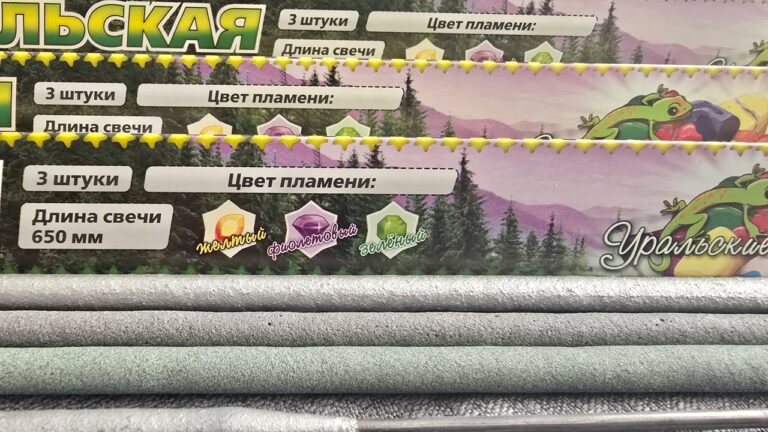 ЛЬСКАЯ
3 штуки
Цвет пламени:
Длина свечи
3 штуки
Цвет пламени:
Длина свечи
3 штуки
Цвет пламени:
Длина свечи
650 мм
желтый
фиолетовый
зелёный
Уральские